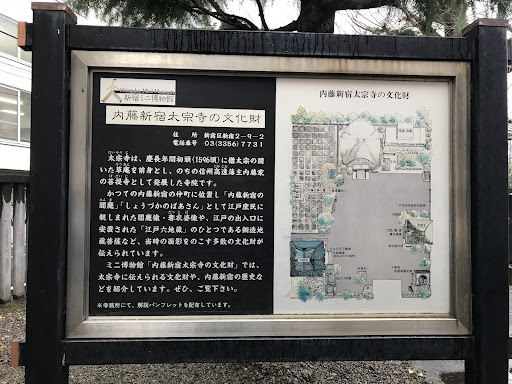 新宿ミニ博物館
内藤新宿太宗寺の文化財
住　所　新宿区新宿2-9-2
電話番号　03(3356)7731
太宗寺は、慶長年間初頭(1596頃)に僧太宗の開
いた草庵を前身とし、のちの信州高遠藩主内藤家
の菩提寺として発展した寺院です。
かつての内藤新宿の仲町に位置し「内藤新宿の
閻魔」「しょうづかのばあさん」として江戸庶民に
親しまれた閻魔像・奪衣婆像や、江戸の出入口に
安置された「江戸六地蔵」のひとつである銅造地
蔵菩薩など、当時の面影をのこす多数の文化財が
伝えられています。
ミニ博物館「内藤新宿太宗寺の文化財」では、
太宗寺に伝えられる文化財や、内藤新宿の歴史な
どを紹介しています。ぜひ、ご覧下さい。
※寺務所にて、解説パンフレットを配布しています。
内藤新宿太宗寺の文化財